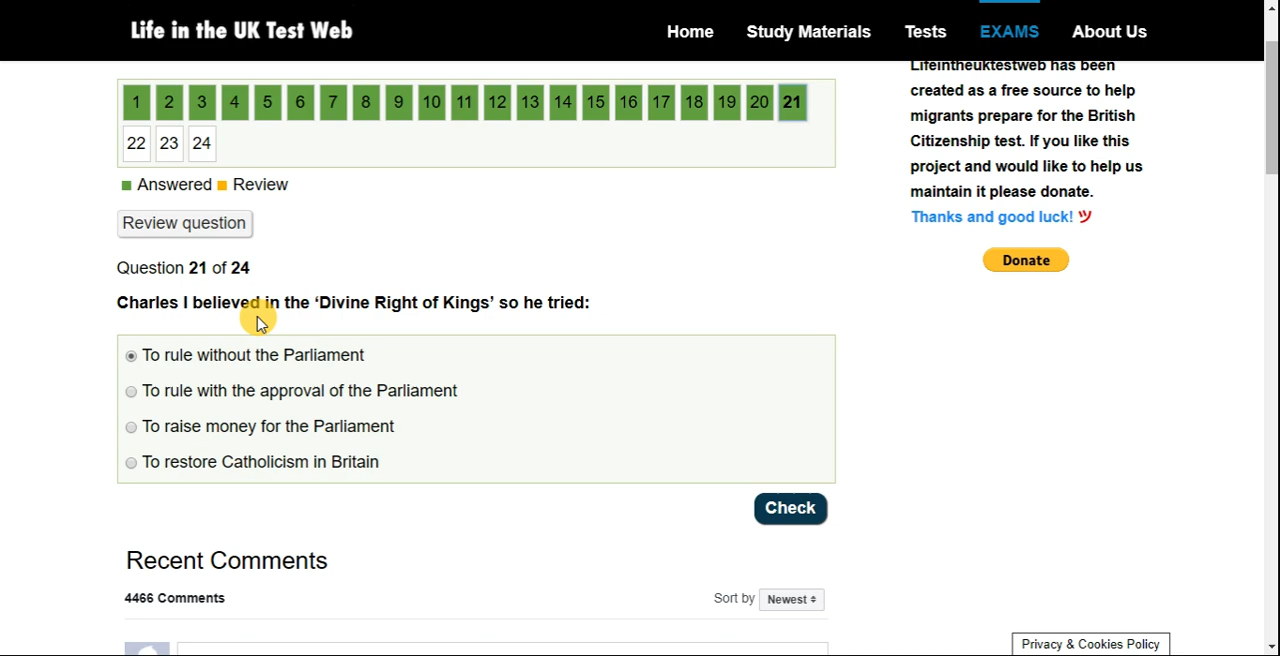 Life in the UK Test Web
Home Study Materials Tests EXAMS About Us
1 2 3 4 5 6 7 8 9 10 11 12 13 14 15 16 17 18 19 20 21
22 23 24
Answered Review
Review question
Question 21 of 24
Charles I believed in the ‘Divine Right of Kings’ so he tried:
To rule without the Parliament
To rule with the approval of the Parliament
To raise money for the Parliament
To restore Catholicism in Britain
Check
Recent Comments
4466 Comments
Sort by Newest
Lifeintheuktestweb has been
created as a free source to help
migrants prepare for the British
Citizenship test. If you like this
project and would like to help us
maintain it please donate.
Thanks and good luck! ツ
Donate
Privacy & Cookies Policy